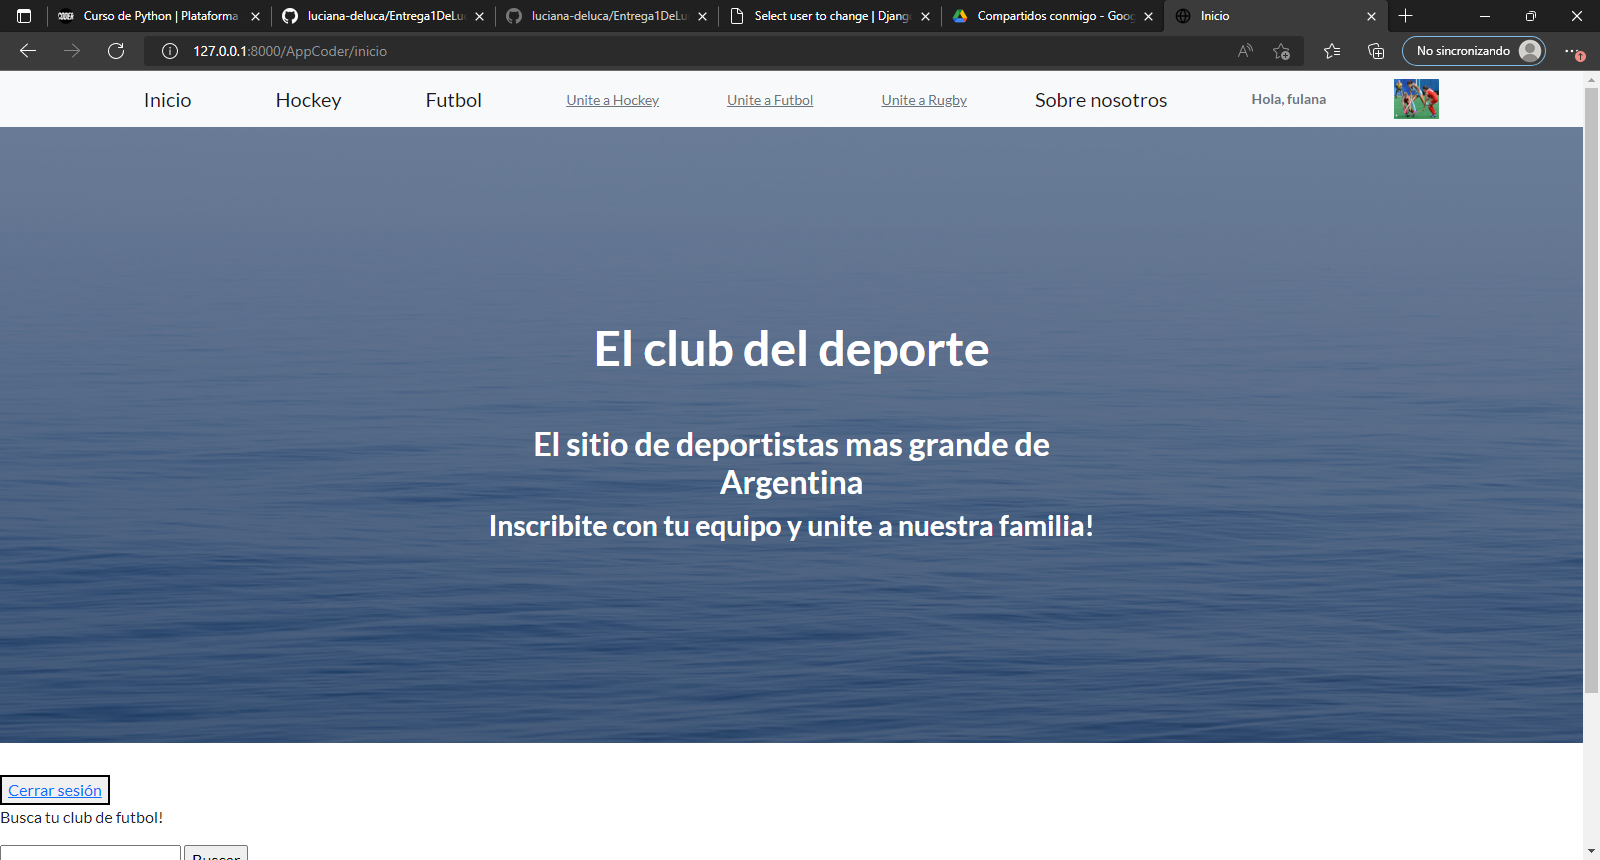 Curso de Python | Plataforma
luciana-deluca/Entrega1DeLu
luciana-deluca/Entrega1DeLu
Select user to change | Djang
Compartidos conmigo - Goog
Inicio
127.0.0.1:8000/AppCoder/inicio
No sincronizando
Inicio
Hockey
Futbol
Unite a Hockey
Unite a Futbol
Unite a Rugby
Sobre nosotros
Hola, fulana
El club del deporte
El sitio de deportistas mas grande de
Argentina
Inscribite con tu equipo y unite a nuestra familia!
Cerrar sesión
Busca tu club de futbol!
Buscar